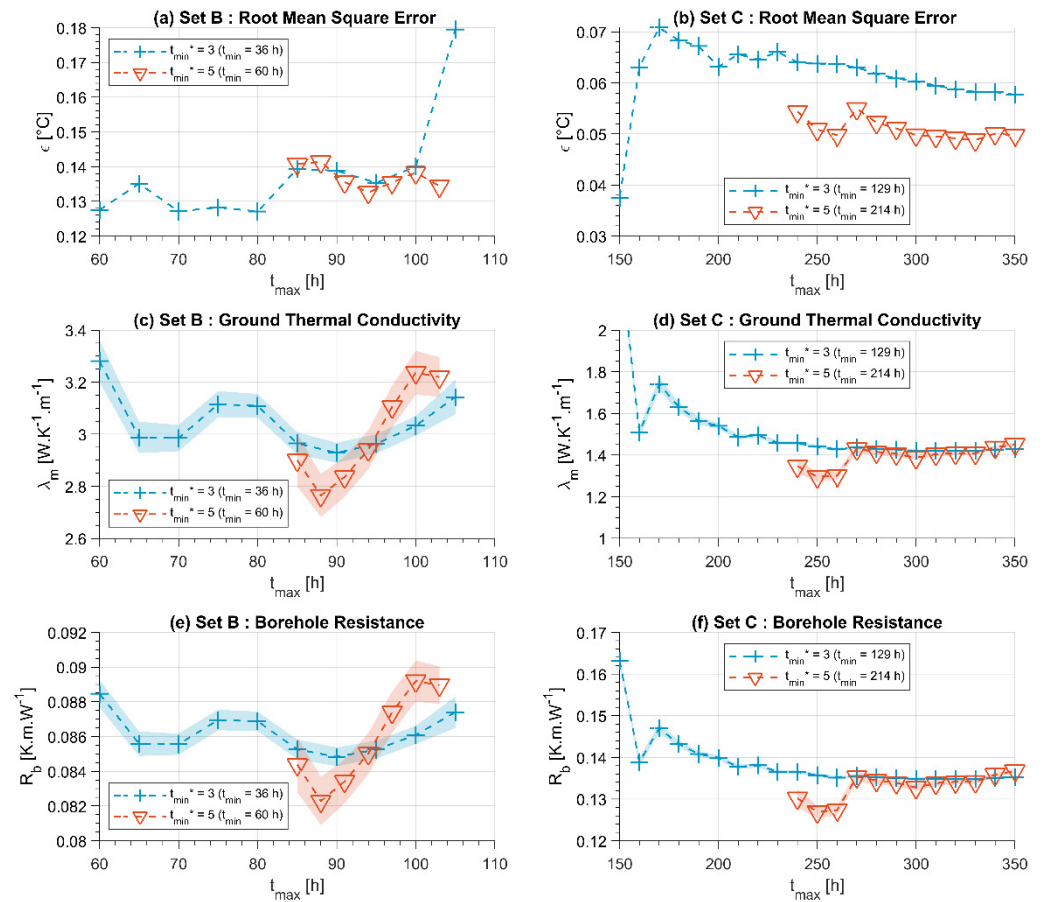 (a) Set B : Root Mean Square Error
ϵ [°C]
0.18
0.17
0.16
0.15
0.14
0.13
0.12
t_min* = 3 (t_min = 36 h)
t_min* = 5 (t_min = 60 h)
60 70 80 90 100 110
t_max [h]
(b) Set C : Root Mean Square Error
ϵ [°C]
0.07
0.06
0.05
0.04
0.03
t_min* = 3 (t_min = 129 h)
t_min* = 5 (t_min = 214 h)
150 200 250 300 350
t_max [h]
(c) Set B : Ground Thermal Conductivity
λ_m [W.K⁻¹.m⁻¹]
3.4
3.2
3
2.8
2.6
t_min* = 3 (t_min = 36 h)
t_min* = 5 (t_min = 60 h)
60 70 80 90 100 110
t_max [h]
(d) Set C : Ground Thermal Conductivity
λ_m [W.K⁻¹.m⁻¹]
2
1.8
1.6
1.4
1.2
1
t_min* = 3 (t_min = 129 h)
t_min* = 5 (t_min = 214 h)
150 200 250 300 350
t_max [h]
(e) Set B : Borehole Resistance
R_b [K.m.W⁻¹]
0.092
0.09
0.088
0.086
0.084
0.082
0.08
t_min* = 3 (t_min = 36 h)
t_min* = 5 (t_min = 60 h)
60 70 80 90 100 110
t_max [h]
(f) Set C : Borehole Resistance
R_b [K.m.W⁻¹]
0.17
0.16
0.15
0.14
0.13
0.12
t_min* = 3 (t_min = 129 h)
t_min* = 5 (t_min = 214 h)
150 200 250 300 350
t_max [h]